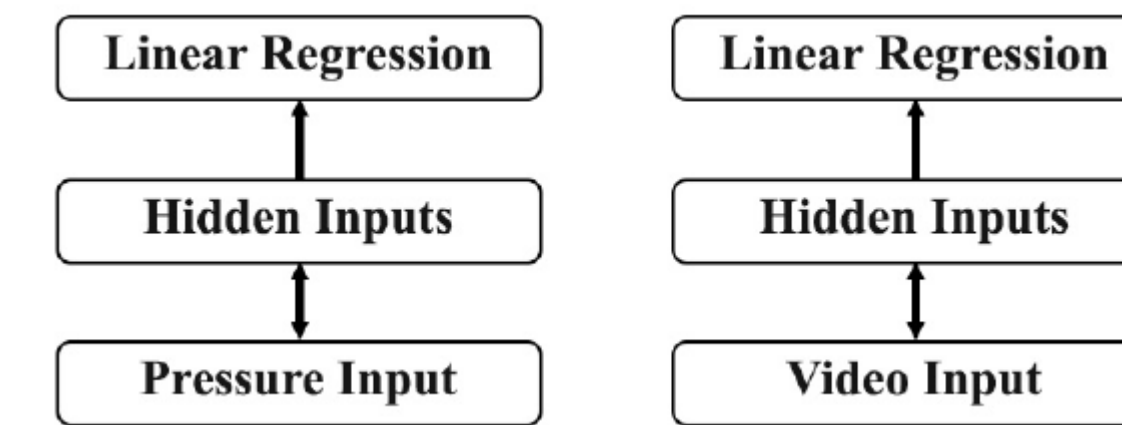 Linear Regression
Hidden Inputs
Pressure Input
Linear Regression
Hidden Inputs
Video Input